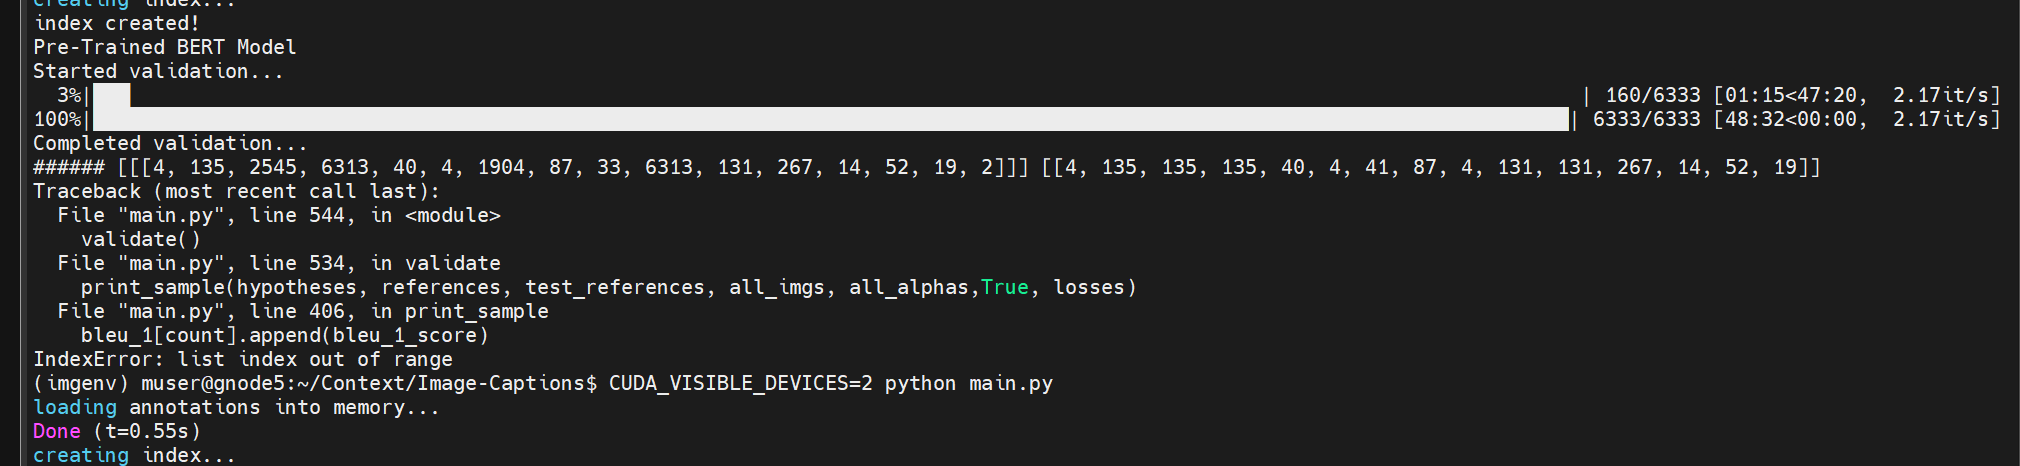 creating index...
index created!
Pre-Trained BERT Model
Started validation...
  3%|███ | 160/6333 [01:15<47:20,  2.17it/s]
100%|██████████| 6333/6333 [48:32<00:00,  2.17it/s]
Completed validation...
###### [[[4, 135, 2545, 6313, 40, 4, 1904, 87, 33, 6313, 131, 267, 14, 52, 19, 2]]] [[4, 135, 135, 135, 40, 4, 41, 87, 4, 131, 131, 267, 14, 52, 19]]
Traceback (most recent call last):
  File "main.py", line 544, in <module>
    validate()
  File "main.py", line 534, in validate
    print_sample(hypotheses, references, test_references, all_imgs, all_alphas,True, losses)
  File "main.py", line 406, in print_sample
    bleu_1[count].append(bleu_1_score)
IndexError: list index out of range
(imgenv) muser@gnode5:~/Context/Image-Captions$ CUDA_VISIBLE_DEVICES=2 python main.py
loading annotations into memory...
Done (t=0.55s)
creating index...